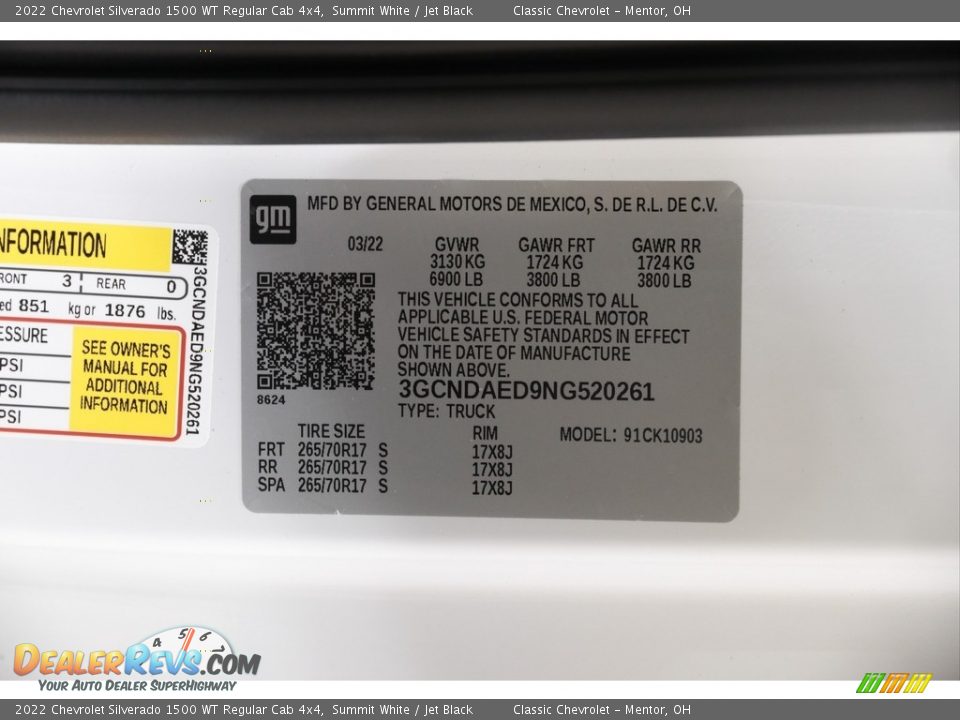 2022 Chevrolet Silverado 1500 WT Regular Cab 4x4, Summit White / Jet Black Classic Chevrolet - Mentor, OH
gm
MFD BY GENERAL MOTORS DE MEXICO, S. DE R.L. DE C.V.
03/22 GVWR GAWR FRT GAWR RR
3130 KG 1724 KG 1724 KG
6900 LB 3800 LB 3800 LB
THIS VEHICLE CONFORMS TO ALL
APPLICABLE U.S. FEDERAL MOTOR
VEHICLE SAFETY STANDARDS IN EFFECT
ON THE DATE OF MANUFACTURE
SHOWN ABOVE.
8624
3GCNDAED9NG520261
TYPE: TRUCK
TIRE SIZE RIM MODEL: 91CK10903
FRT 265/70R17 S 17X8J
RR 265/70R17 S 17X8J
SPA 265/70R17 S 17X8J
NFORMATION
RONT 3 REAR 0
ed 851 kg or 1876 lbs.
ESSURE
PSI
PSI
PSI
SEE OWNER'S
MANUAL FOR
ADDITIONAL
INFORMATION
3GCNDAED9NG520261
4 5 6 7
DEALERREVS.COM
YOUR AUTO DEALER SUPERHIGHWAY
2022 Chevrolet Silverado 1500 WT Regular Cab 4x4, Summit White / Jet Black Classic Chevrolet - Mentor, OH